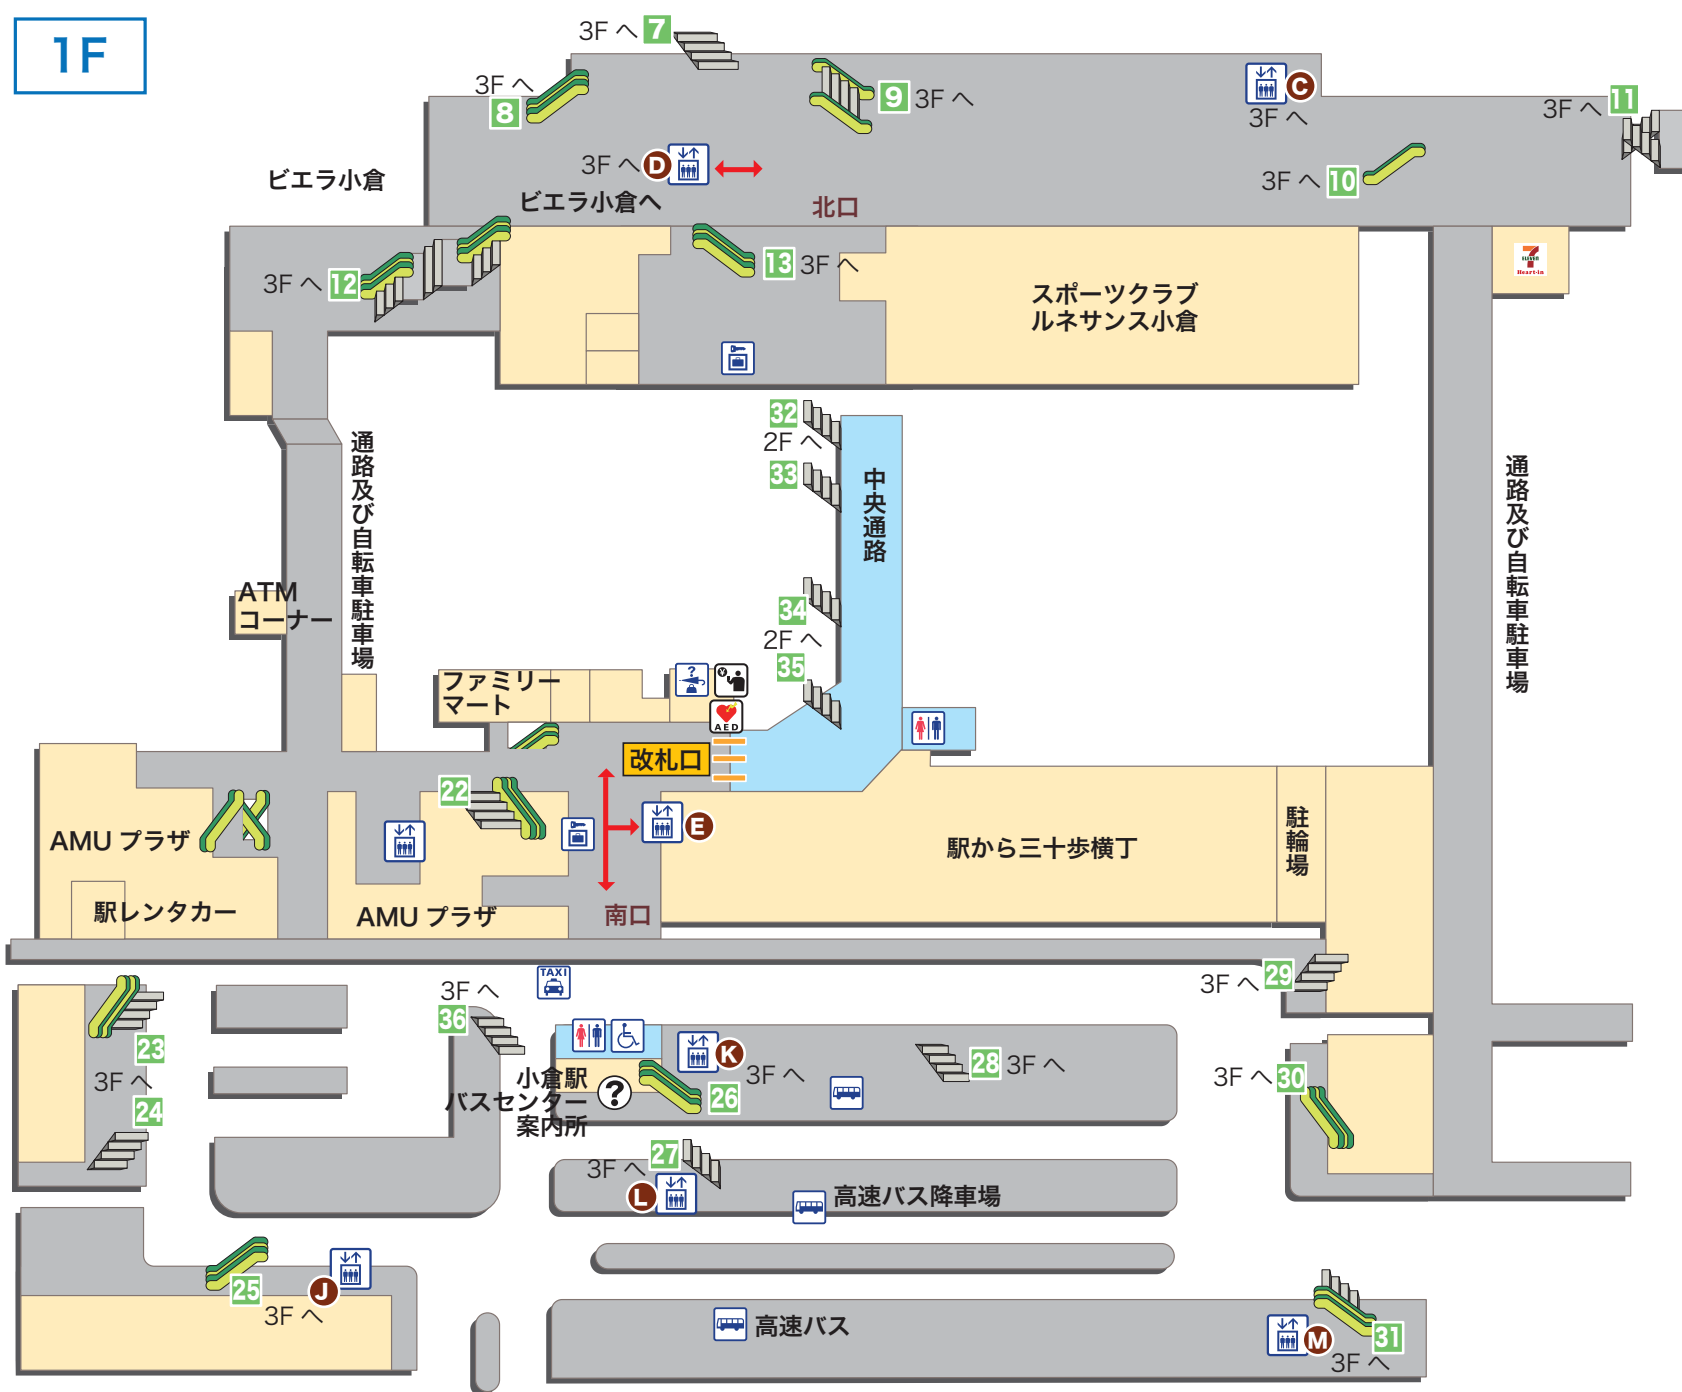 1F
3F へ 7
3F へ
8
9 3F へ
C
3F へ
3F へ 11
3F へ D
3F へ 10
ビエラ小倉
ビエラ小倉へ
北口
3F へ 12
13 3F へ
スポーツクラブ
ルネサンス小倉
7
ELEVEN
Heart-in
32
2F へ
33
中央通路
34
2F へ
35
通路及び自転車駐車場
通路及び自転車駐車場
ATM
コーナー
ファミリー
マート
?
¥
AED
改札口
22
E
AMU プラザ
駅から三十歩横丁
駐輪場
駅レンタカー
AMU プラザ
南口
TAXI
3F へ
36
3F へ 29
23
3F へ
24
K
3F へ
28 3F へ
3F へ 30
小倉駅
バスセンター
案内所
?
26
27
3F へ
L
高速バス降車場
25
J
3F へ
高速バス
M
31
3F へ